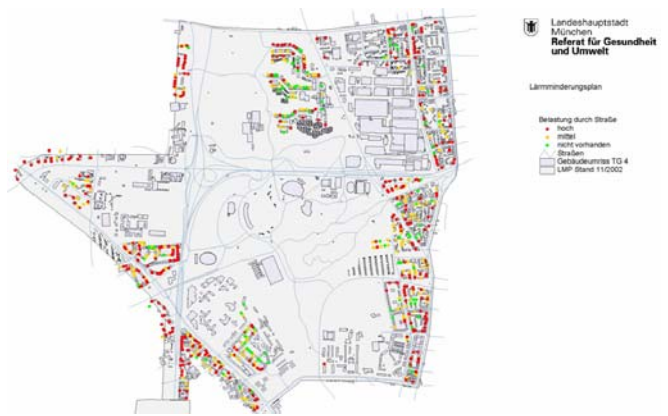 Landeshauptstadt
München
Referat für Gesundheit
und Umwelt
Lärmminderungsplan
Belastung durch Straße
hoch
mittel
nicht vorhanden
Straßen
Gebäudeumriss TG 4
LMP Stand 11/2002